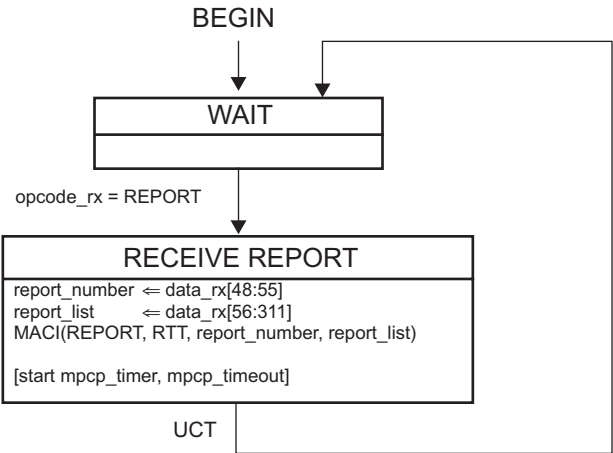 BEGIN
WAIT
opcode_rx = REPORT
RECEIVE REPORT
report_number ⇐ data_rx[48:55]
report_list ⇐ data_rx[56:311]
MACI(REPORT, RTT, report_number, report_list)
[start mpcp_timer, mpcp_timeout]
UCT